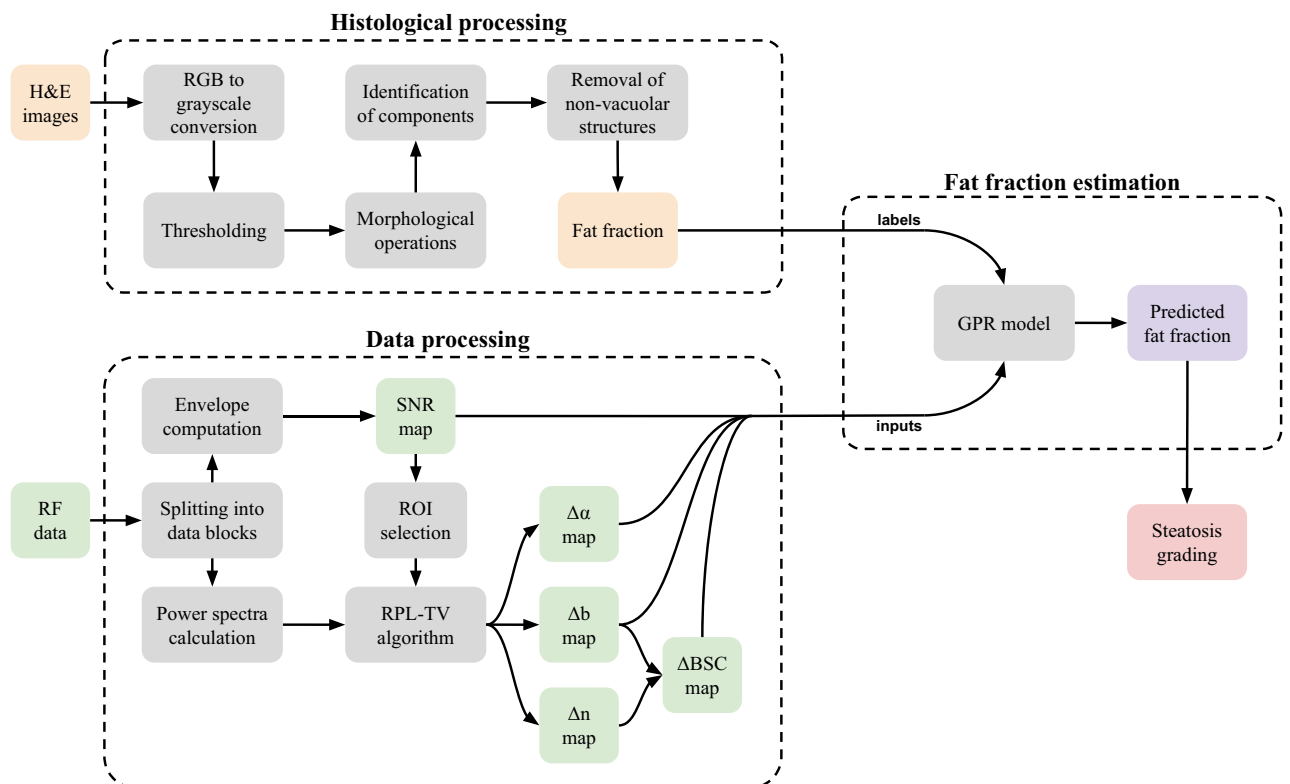 Histological processing
H&E
images
RGB to
grayscale
conversion
Identification
of components
Removal of
non-vacuolar
structures
Thresholding
Morphological
operations
Fat fraction
Fat fraction estimation
labels
GPR model
Predicted
fat fraction
inputs
Steatosis
grading
Data processing
Envelope
computation
SNR
map
RF
data
Splitting into
data blocks
ROI
selection
Δα
map
Power spectra
calculation
RPL-TV
algorithm
Δb
map
ΔBSC
map
Δn
map